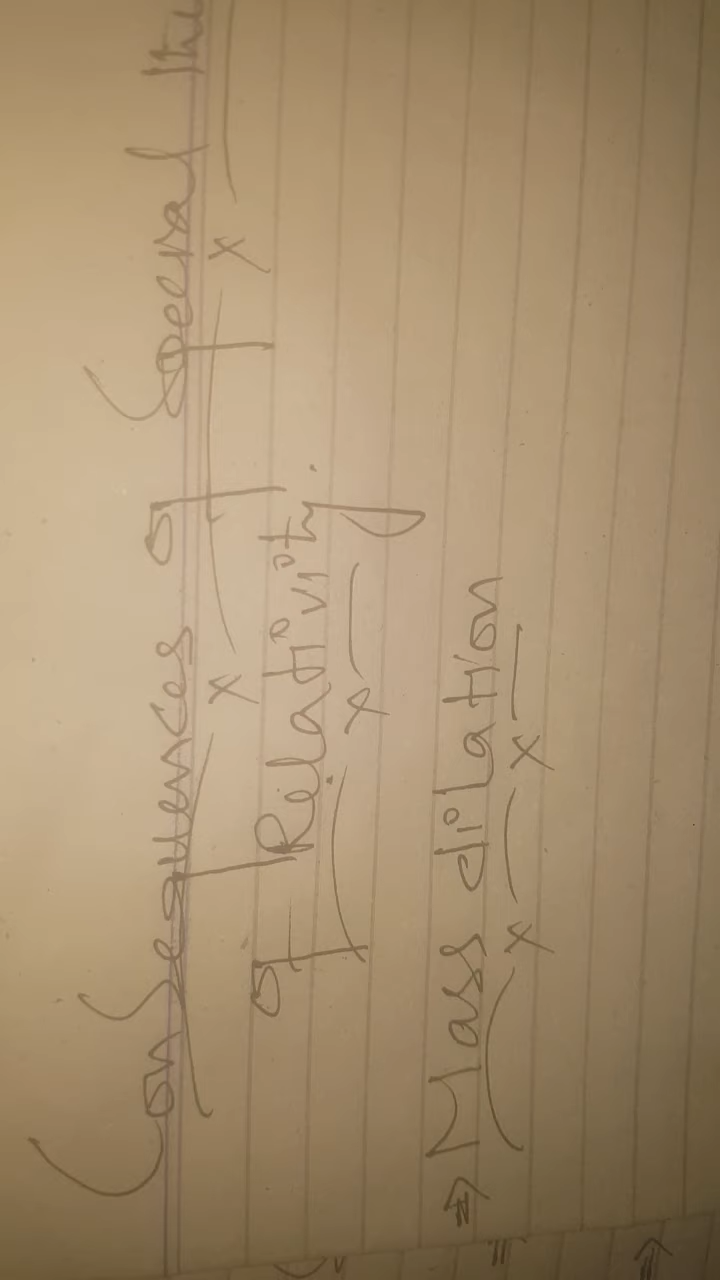 Consequences of Special the
of Relativity.
⇒ Mass dilation